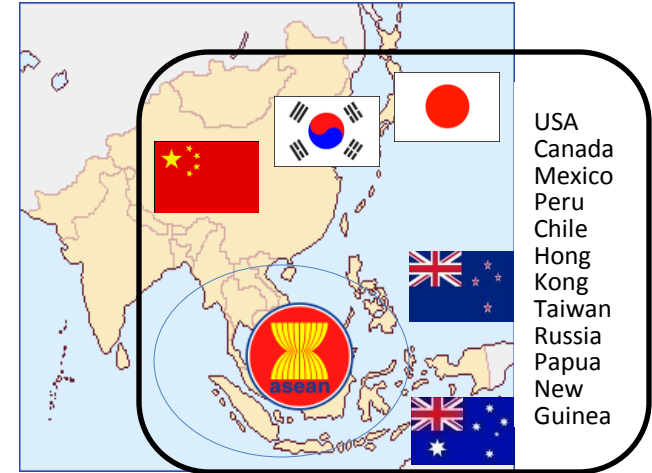 USA
Canada
Mexico
Peru
Chile
Hong
Kong
Taiwan
Russia
Papua
New
Guinea
asean